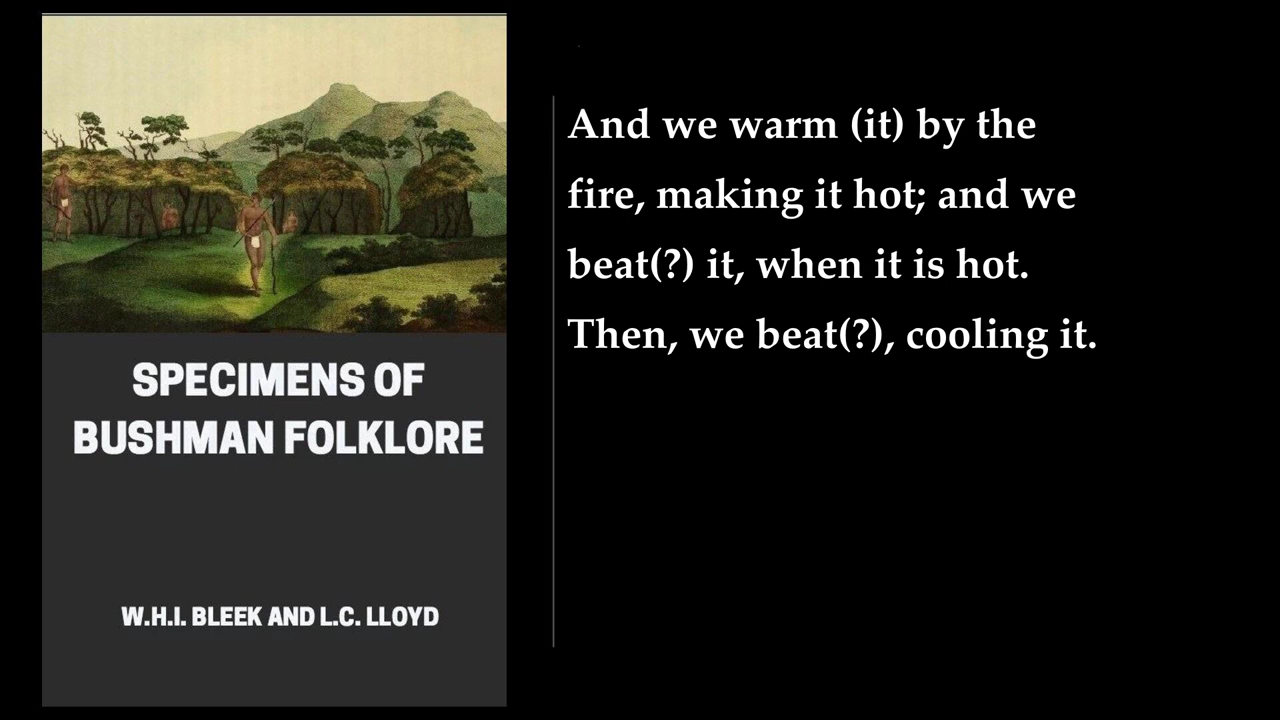 SPECIMENS OF
BUSHMAN FOLKLORE
W.H.I. BLEEK AND L.C. LLOYD
And we warm (it) by the
fire, making it hot; and we
beat(?) it, when it is hot.
Then, we beat(?), cooling it.